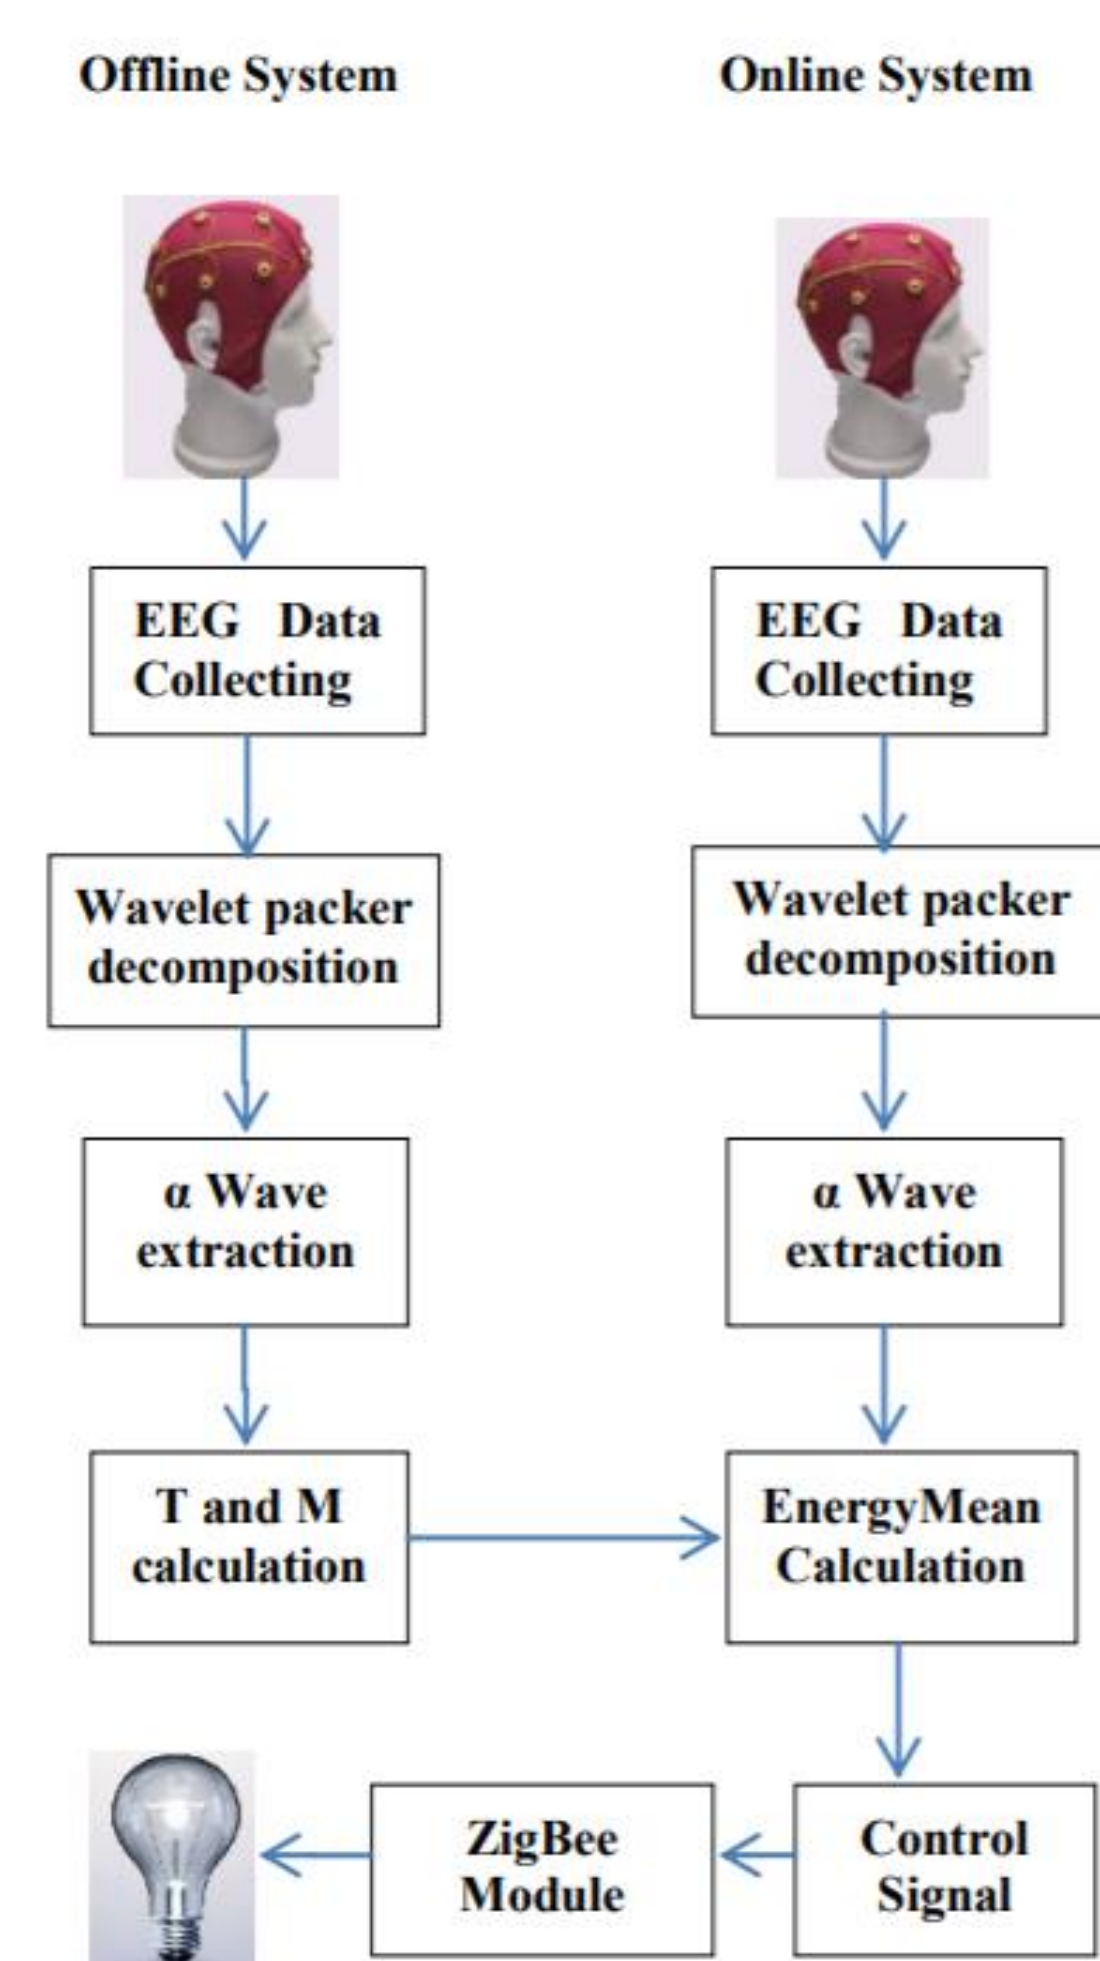 Offline System
Online System
EEG Data
Collecting
EEG Data
Collecting
Wavelet packer
decomposition
Wavelet packer
decomposition
α Wave
extraction
α Wave
extraction
T and M
calculation
EnergyMean
Calculation
ZigBee
Module
Control
Signal